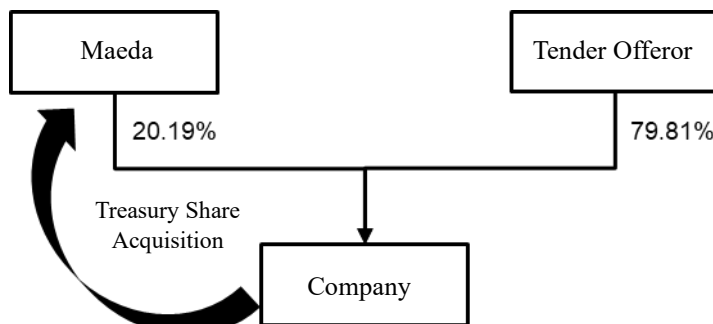 Maeda
Tender Offeror
20.19%
79.81%
Treasury Share
Acquisition
Company